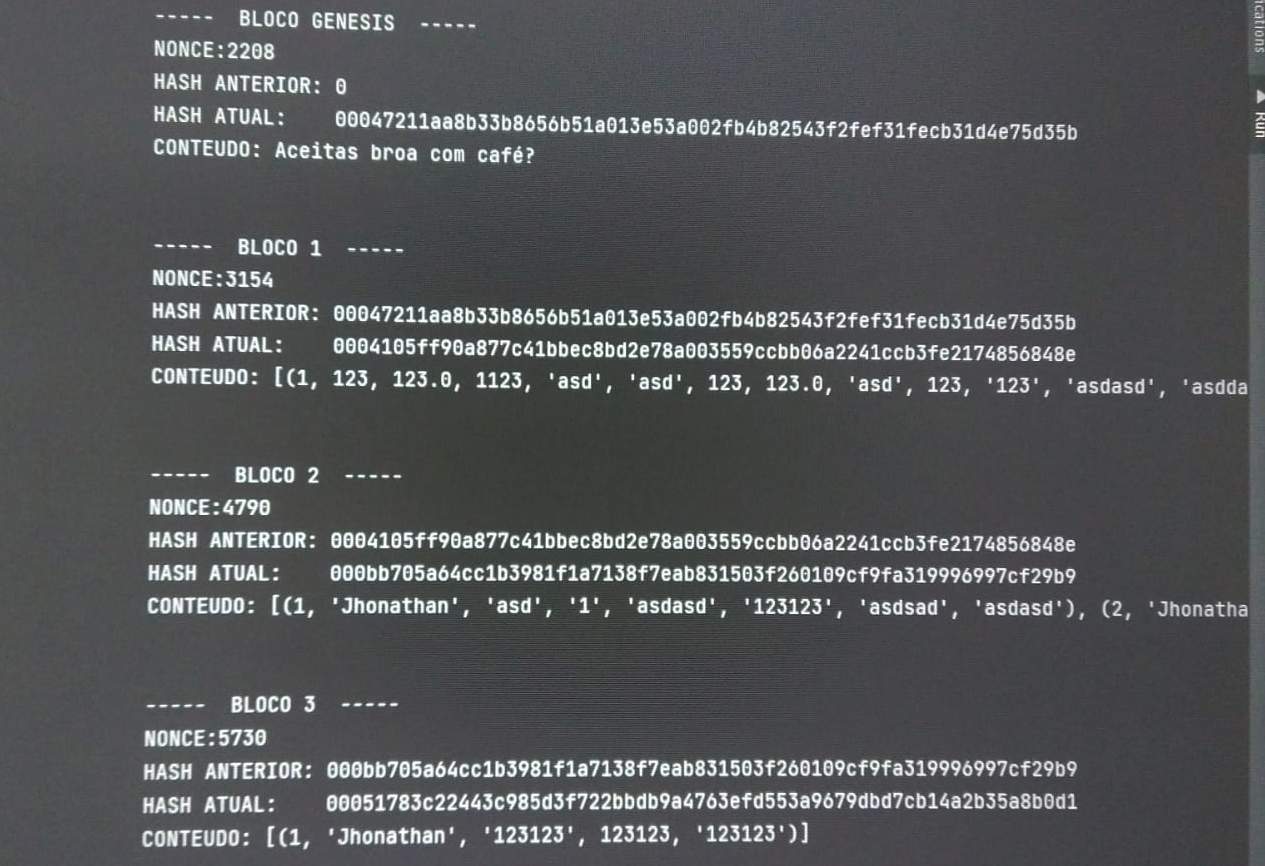 ----- BLOCO GENESIS -----
NONCE:2208
HASH ANTERIOR: 0
HASH ATUAL: 00047211aa8b33b8656b51a013e53a002fb4b82543f2fef31fecb31d4e75d35b
CONTEUDO: Aceitas broa com café?
----- BLOCO 1 -----
NONCE:3154
HASH ANTERIOR: 00047211aa8b33b8656b51a013e53a002fb4b82543f2fef31fecb31d4e75d35b
HASH ATUAL: 0004105ff90a877c41bbec8bd2e78a003559ccbb06a2241ccb3fe2174856848e
CONTEUDO: [(1, 123, 123.0, 1123, 'asd', 'asd', 123, 123.0, 'asd', 123, '123', 'asdasd', 'asdda
----- BLOCO 2 -----
NONCE:4790
HASH ANTERIOR: 0004105ff90a877c41bbec8bd2e78a003559ccbb06a2241ccb3fe2174856848e
HASH ATUAL: 000bb705a64cc1b3981f1a7138f7eab831503f260109cf9fa319996997cf29b9
CONTEUDO: [(1, 'Jhonathan', 'asd', '1', 'asdasd', '123123', 'asdsad', 'asdasd'), (2, 'Jhonatha
----- BLOCO 3 -----
NONCE:5730
HASH ANTERIOR: 000bb705a64cc1b3981f1a7138f7eab831503f260109cf9fa319996997cf29b9
HASH ATUAL: 00051783c22443c985d3f722bbdb9a4763efd553a9679dbd7cb14a2b35a8b0d1
CONTEUDO: [(1, 'Jhonathan', '123123', 123123, '123123')]
ications
Run